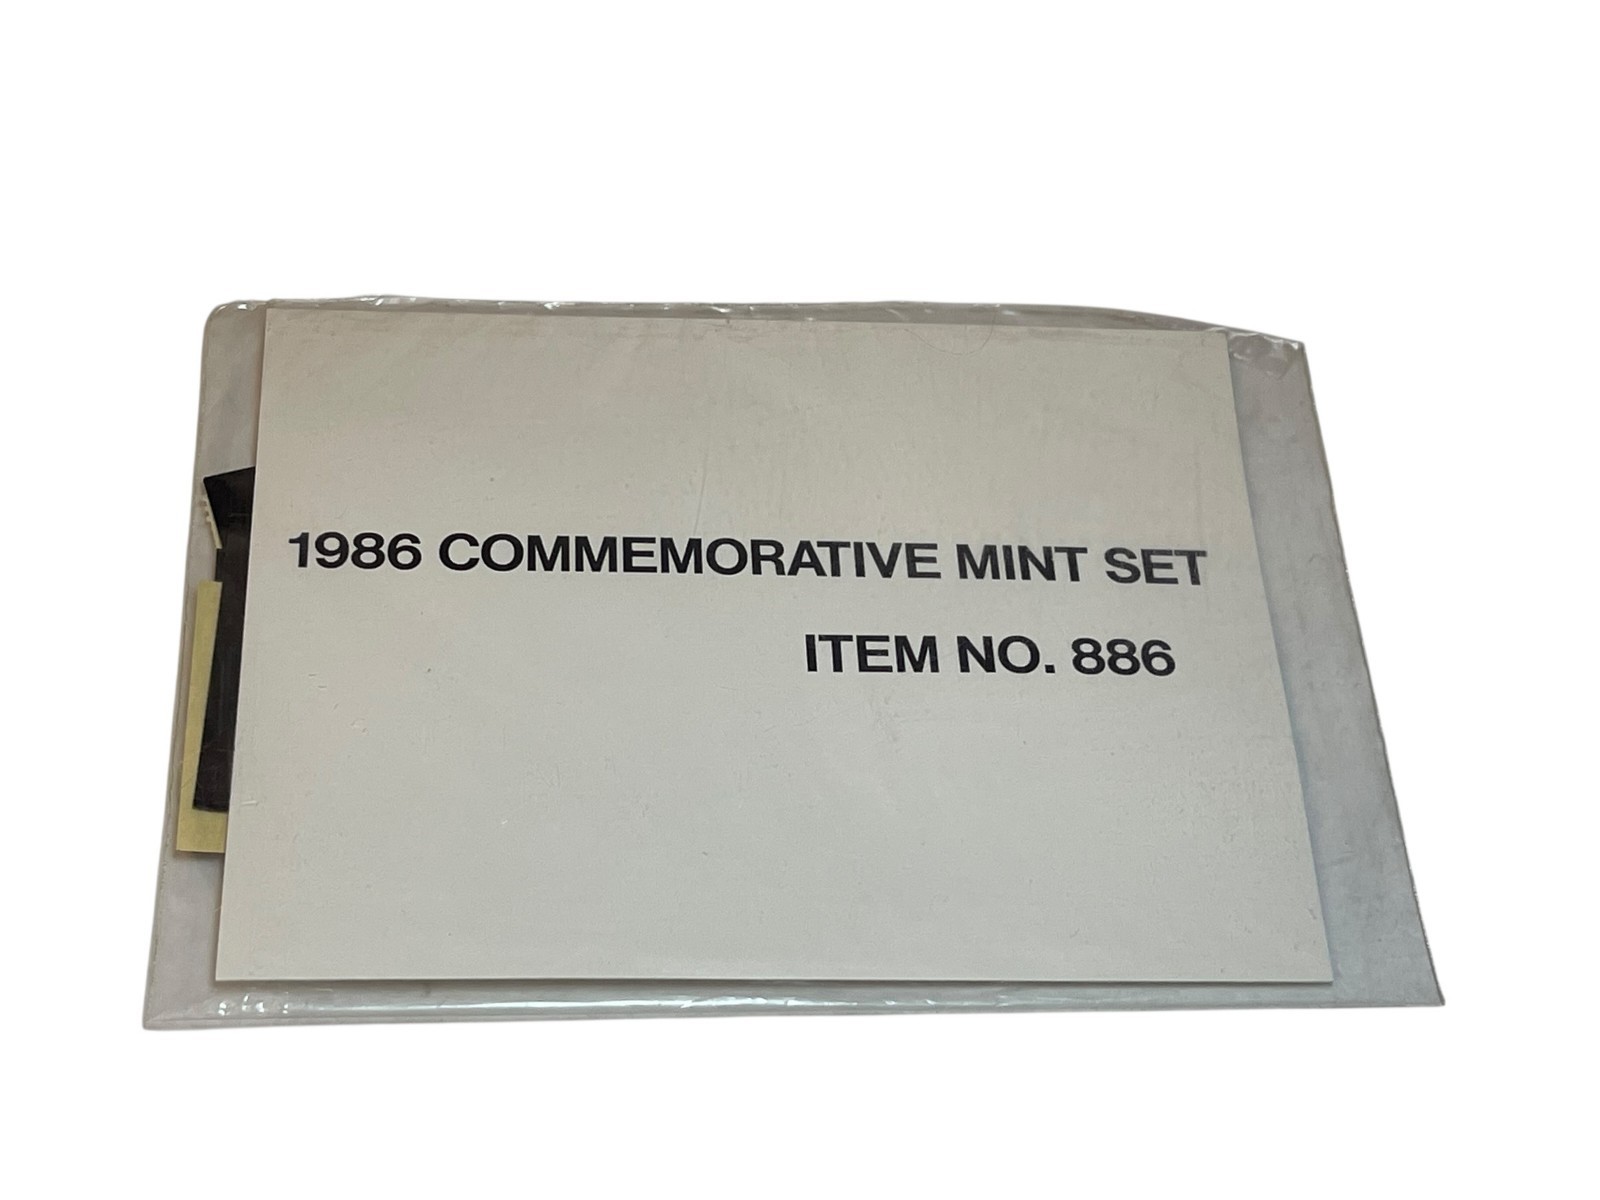 1986 COMMEMORATIVE MINT SET
ITEM NO. 886